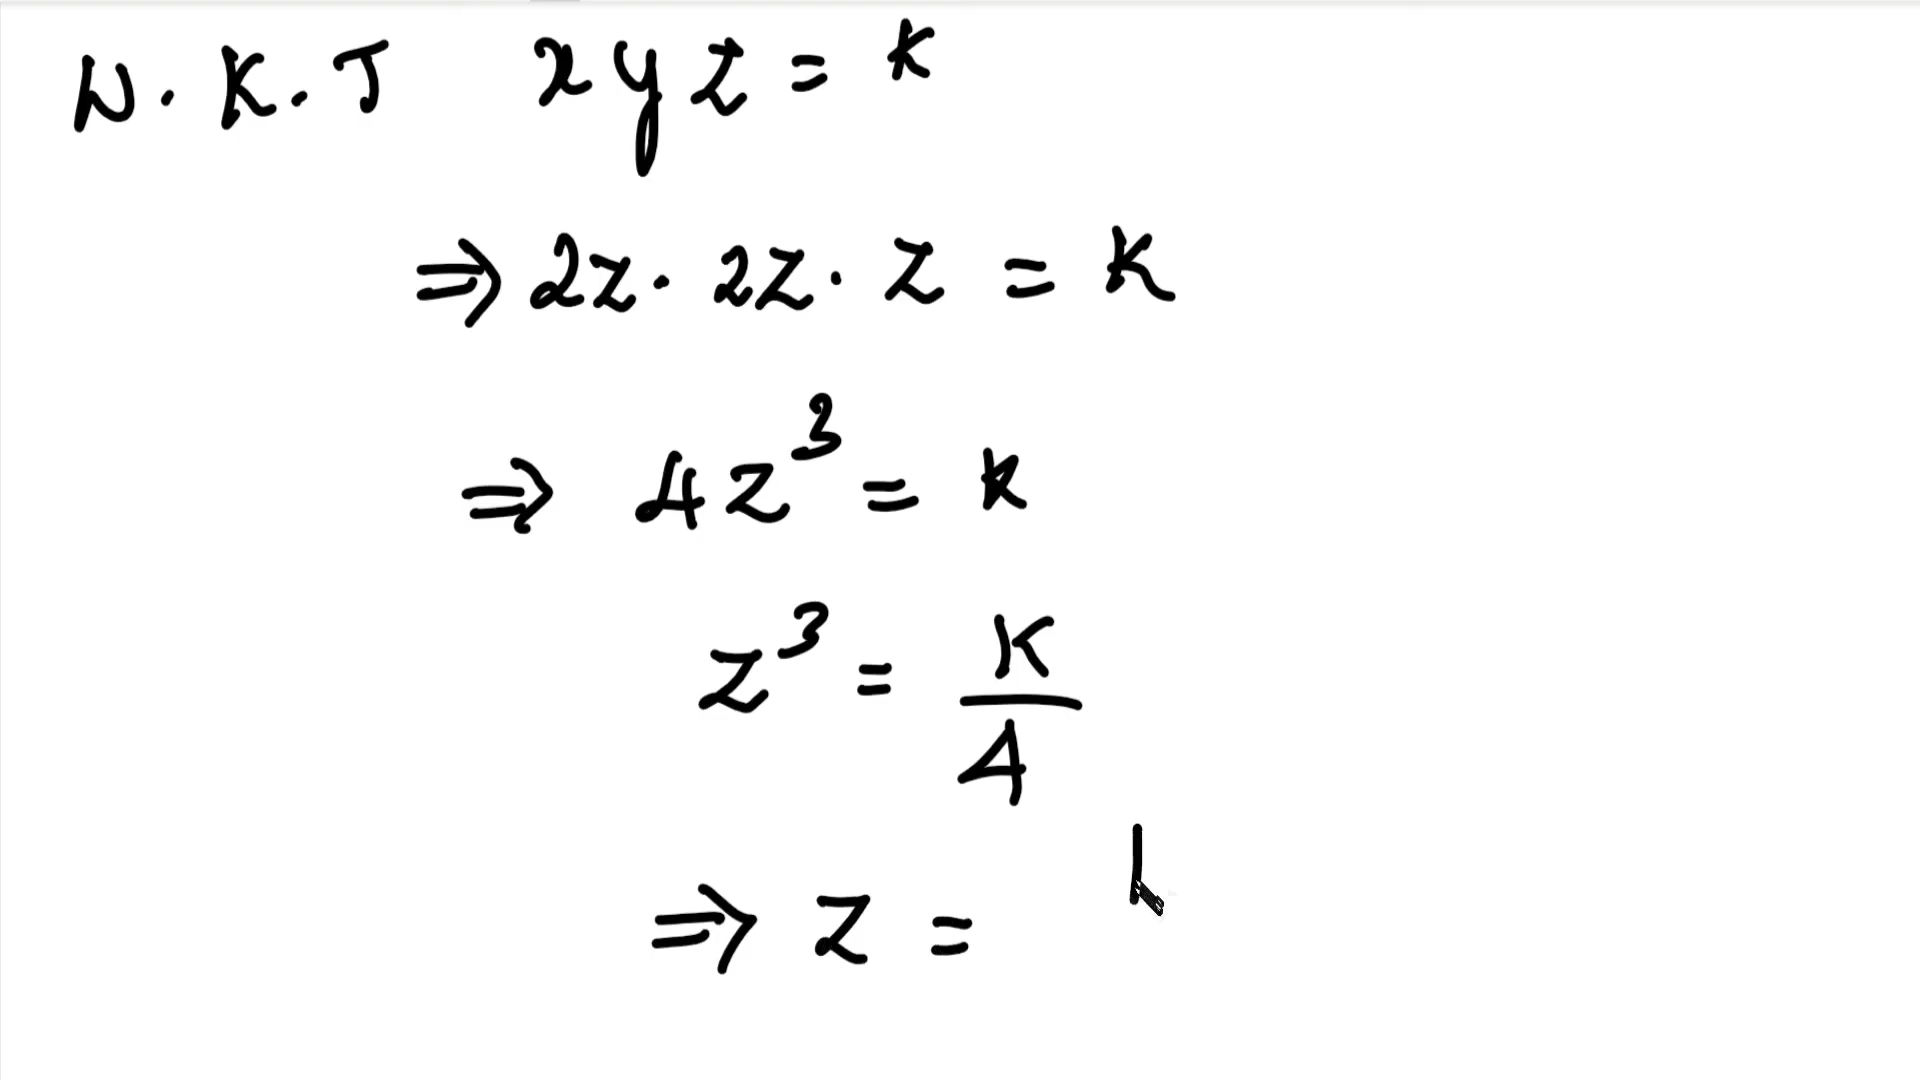 W.K.T xyz = K
⇒ 2z · 2z · z = K
⇒ 4z³ = K
z³ = K/4
⇒ z =